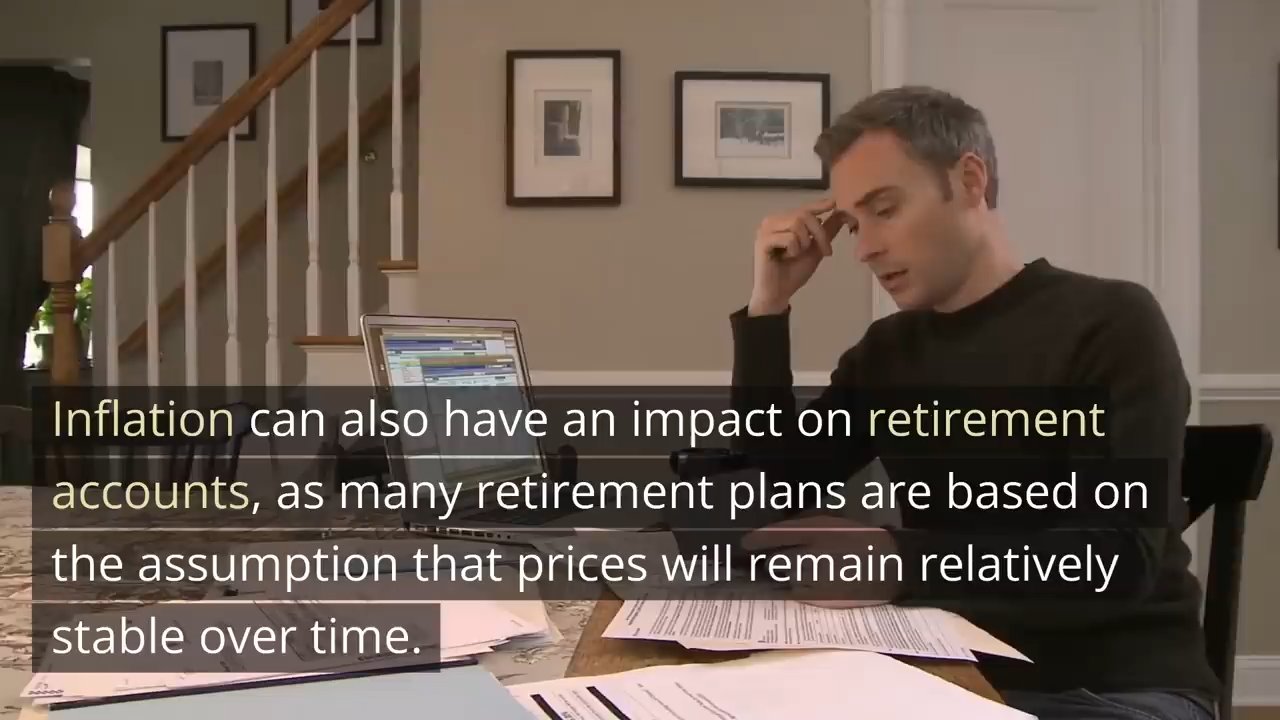 Inflation can also have an impact on retirement
accounts, as many retirement plans are based on
the assumption that prices will remain relatively
stable over time.